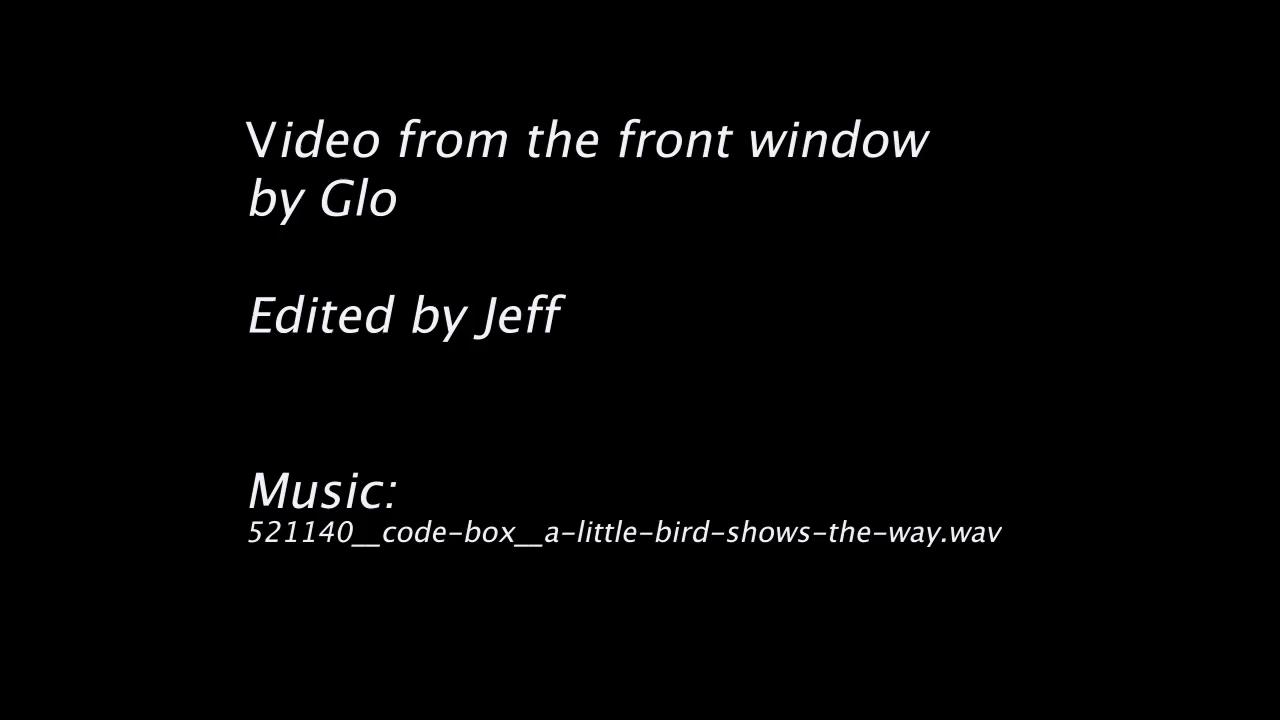 Video from the front window
by Glo
Edited by Jeff
Music:
521140__code-box__a-little-bird-shows-the-way.wav